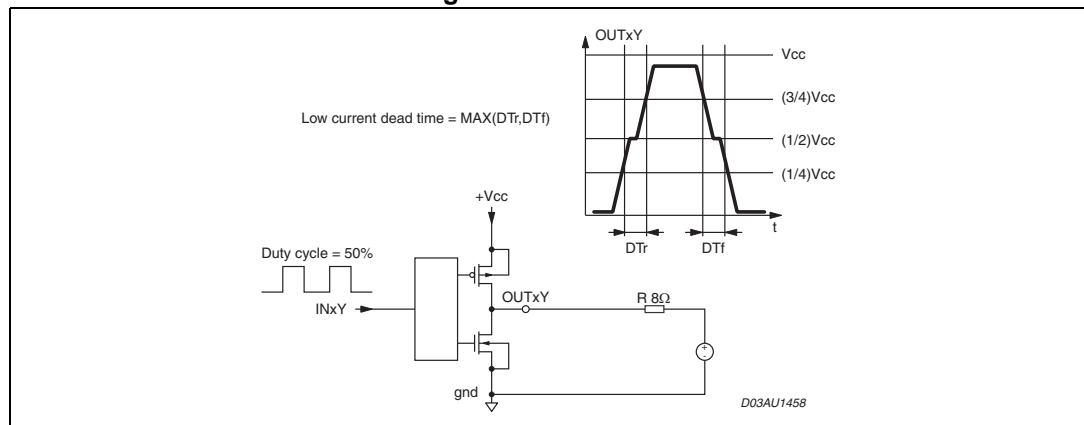 OUTxY
Vcc
(3/4)Vcc
Low current dead time = MAX(DTr,DTf)
(1/2)Vcc
(1/4)Vcc
+Vcc
t
DTr
DTf
Duty cycle = 50%
OUTxY
R 8Ω
INxY
+
-
gnd
D03AU1458